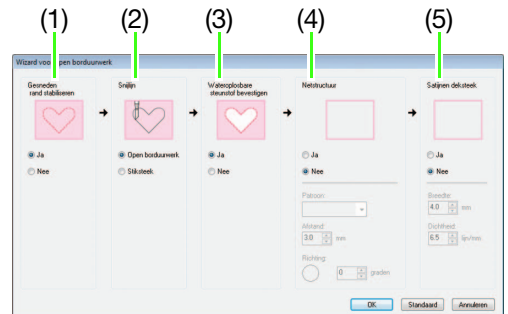 (1) (2) (3) (4) (5)
Wizard voor open borduurwerk
Gesneden
rand stabiliseren
Snijlijn
Wateroplosbare
steunstof bevestigen
Netstructuur
Satijnen deksteek
Ja
Nee
Open borduurwerk
Stiksteek
Ja
Nee
Ja
Nee
Patroon:
Afstand:
3.0 mm
Richting:
0 graden
Ja
Nee
Breedte:
4.0 mm
Dichtheid:
6.5 lijn/mm
OK Standaard Annuleren